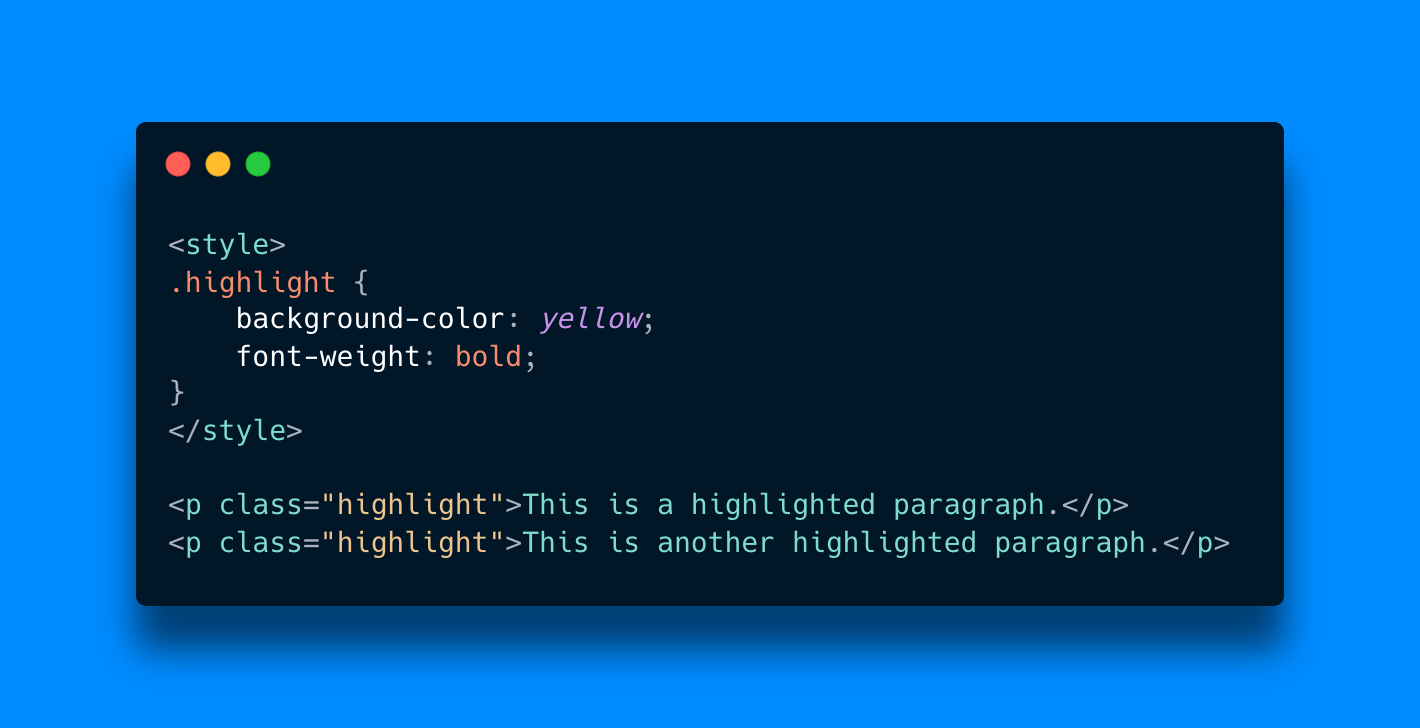 <style>
.highlight {
    background-color: yellow;
    font-weight: bold;
}
</style>

<p class="highlight">This is a highlighted paragraph.</p>
<p class="highlight">This is another highlighted paragraph.</p>